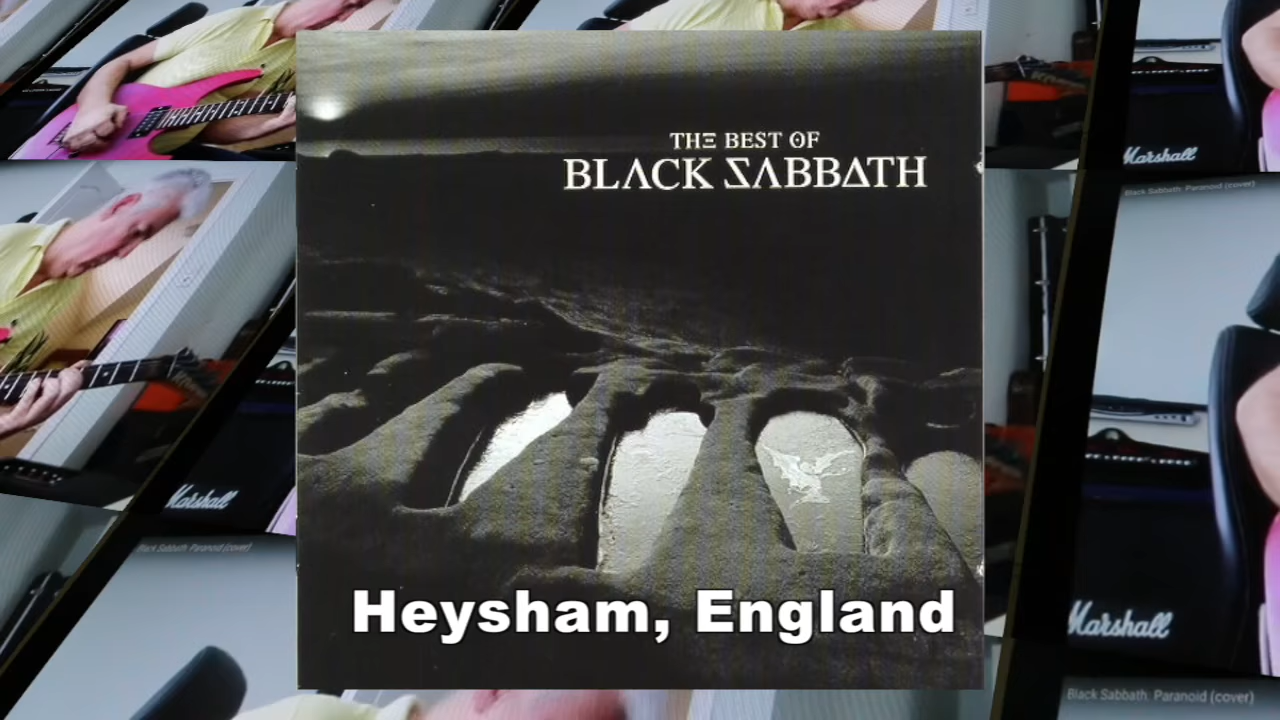 THE BEST OF
BLACK SABBATH
Marshall
Black Sabbath: Paranoid (cover)
Marshall
Black Sabbath: Paranoid (cover)
Heysham, England
Marshall
Black Sabbath: Paranoid (cover)